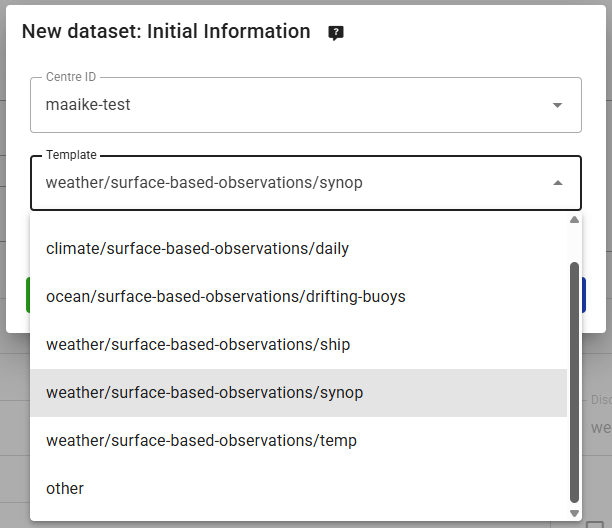 New dataset: Initial Information
Centre ID
maaike-test
Template
weather/surface-based-observations/synop
climate/surface-based-observations/daily
ocean/surface-based-observations/drifting-buoys
weather/surface-based-observations/ship
weather/surface-based-observations/synop
Disc
we
weather/surface-based-observations/temp
other